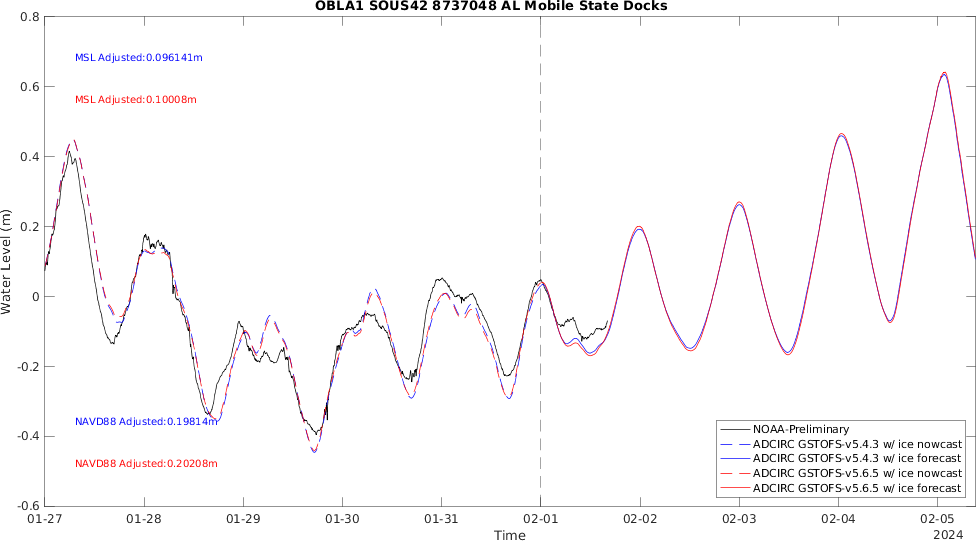 OBLA1 SOUS42 8737048 AL Mobile State Docks
0.8
MSL Adjusted:0.096141m
0.6
MSL Adjusted:0.10008m
0.4
0.2
Water Level (m)
0
-0.2
NAVD88 Adjusted:0.19814m
-0.4
NAVD88 Adjusted:0.20208m
-0.6
NOAA-Preliminary
ADCIRC GSTOFS-v5.4.3 w/ ice nowcast
ADCIRC GSTOFS-v5.4.3 w/ ice forecast
ADCIRC GSTOFS-v5.6.5 w/ ice nowcast
ADCIRC GSTOFS-v5.6.5 w/ ice forecast
01-27 01-28 01-29 01-30 01-31 02-01 02-02 02-03 02-04 02-05
Time
2024